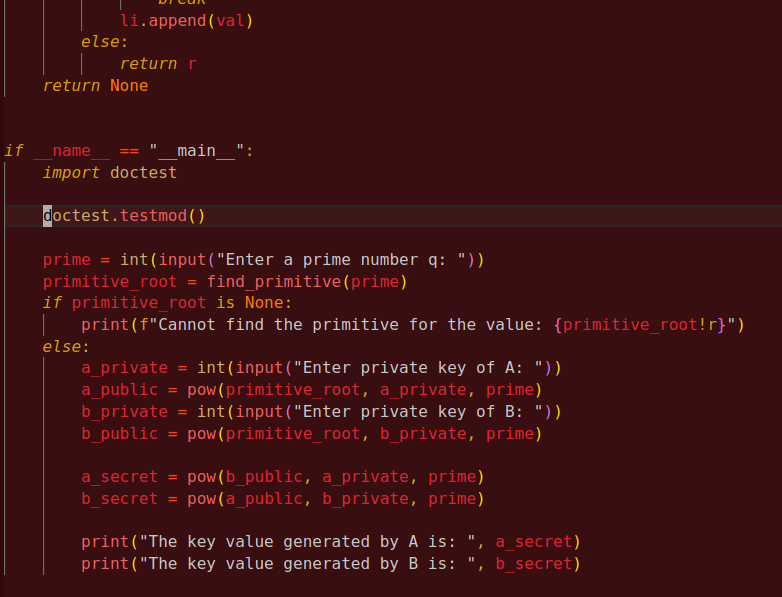 break
li.append(val)
else:
return r
return None
if __name__ == "__main__":
import doctest
doctest.testmod()
prime = int(input("Enter a prime number q: "))
primitive_root = find_primitive(prime)
if primitive_root is None:
print(f"Cannot find the primitive for the value: {primitive_root!r}")
else:
a_private = int(input("Enter private key of A: "))
a_public = pow(primitive_root, a_private, prime)
b_private = int(input("Enter private key of B: "))
b_public = pow(primitive_root, b_private, prime)
a_secret = pow(b_public, a_private, prime)
b_secret = pow(a_public, b_private, prime)
print("The key value generated by A is: ", a_secret)
print("The key value generated by B is: ", b_secret)